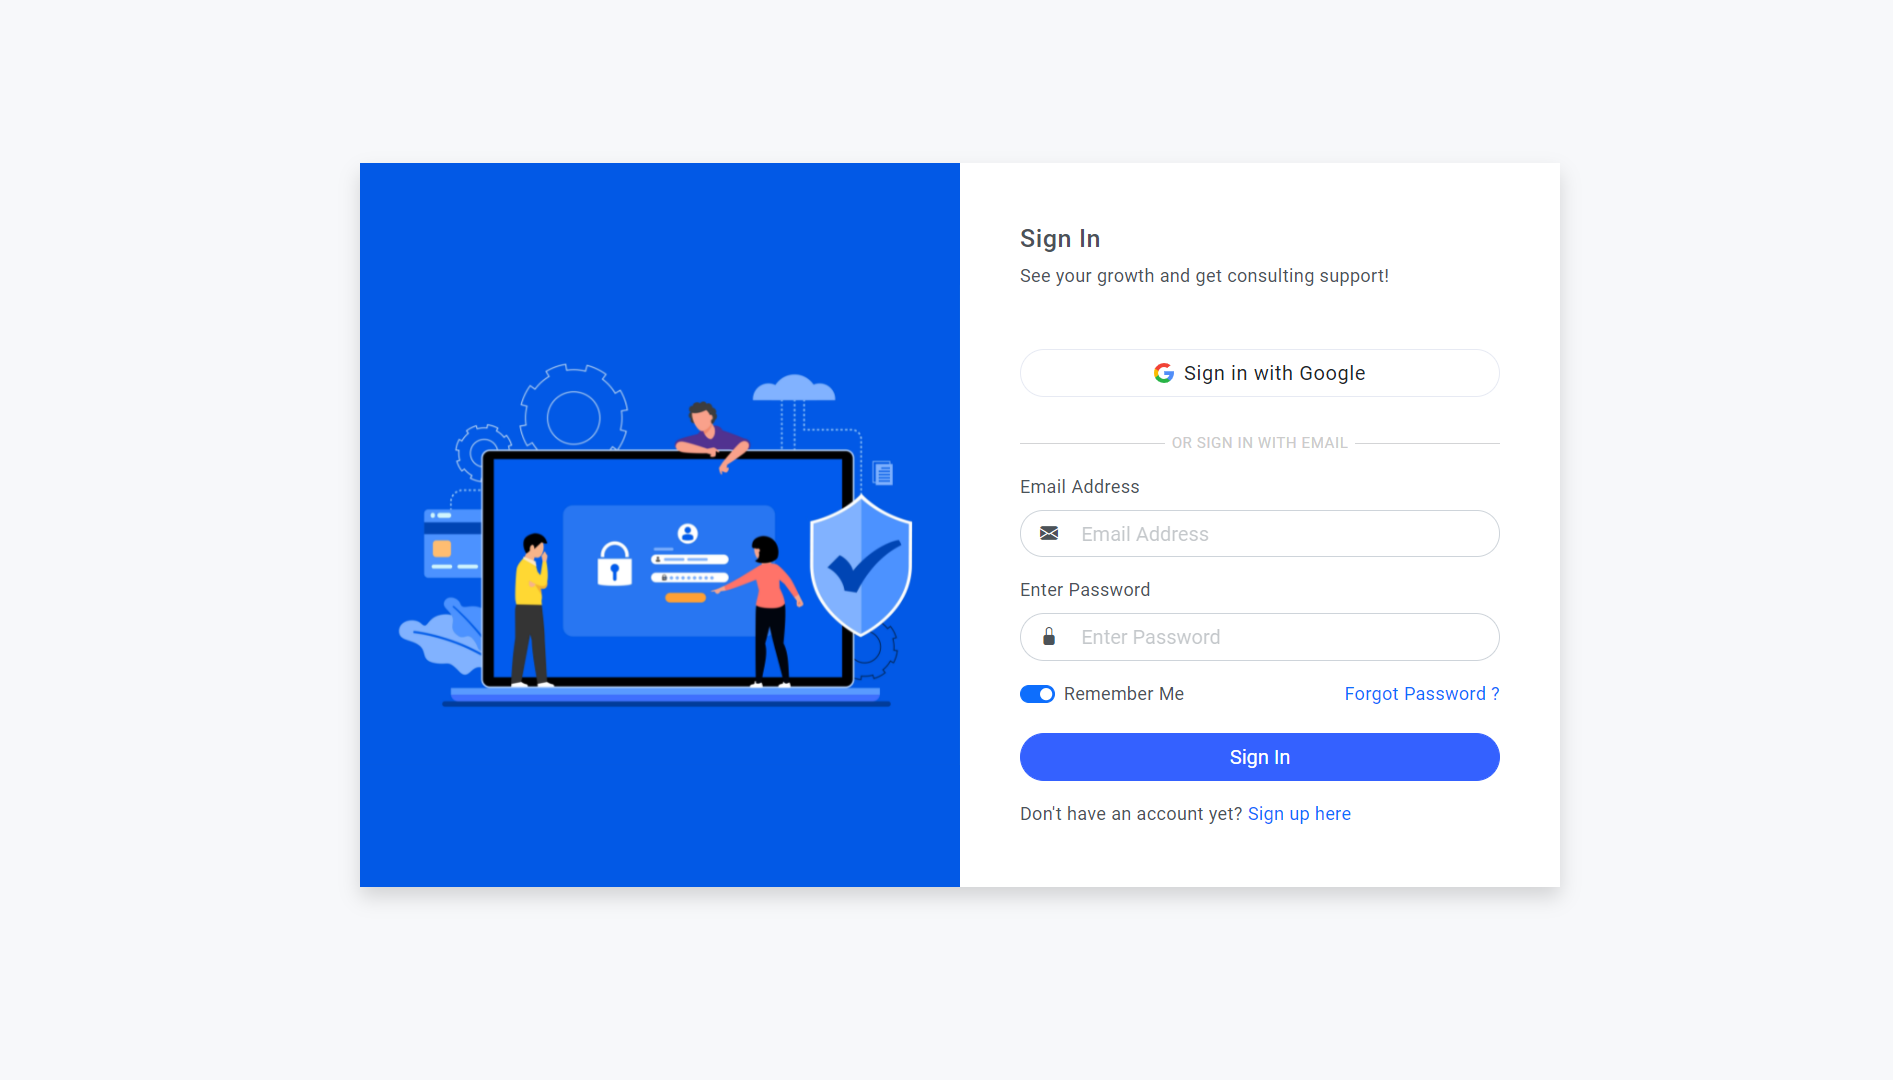 Sign In
See your growth and get consulting support!
Sign in with Google
OR SIGN IN WITH EMAIL
Email Address
Email Address
Enter Password
Enter Password
Remember Me
Forgot Password ?
Sign In
Don't have an account yet? Sign up here